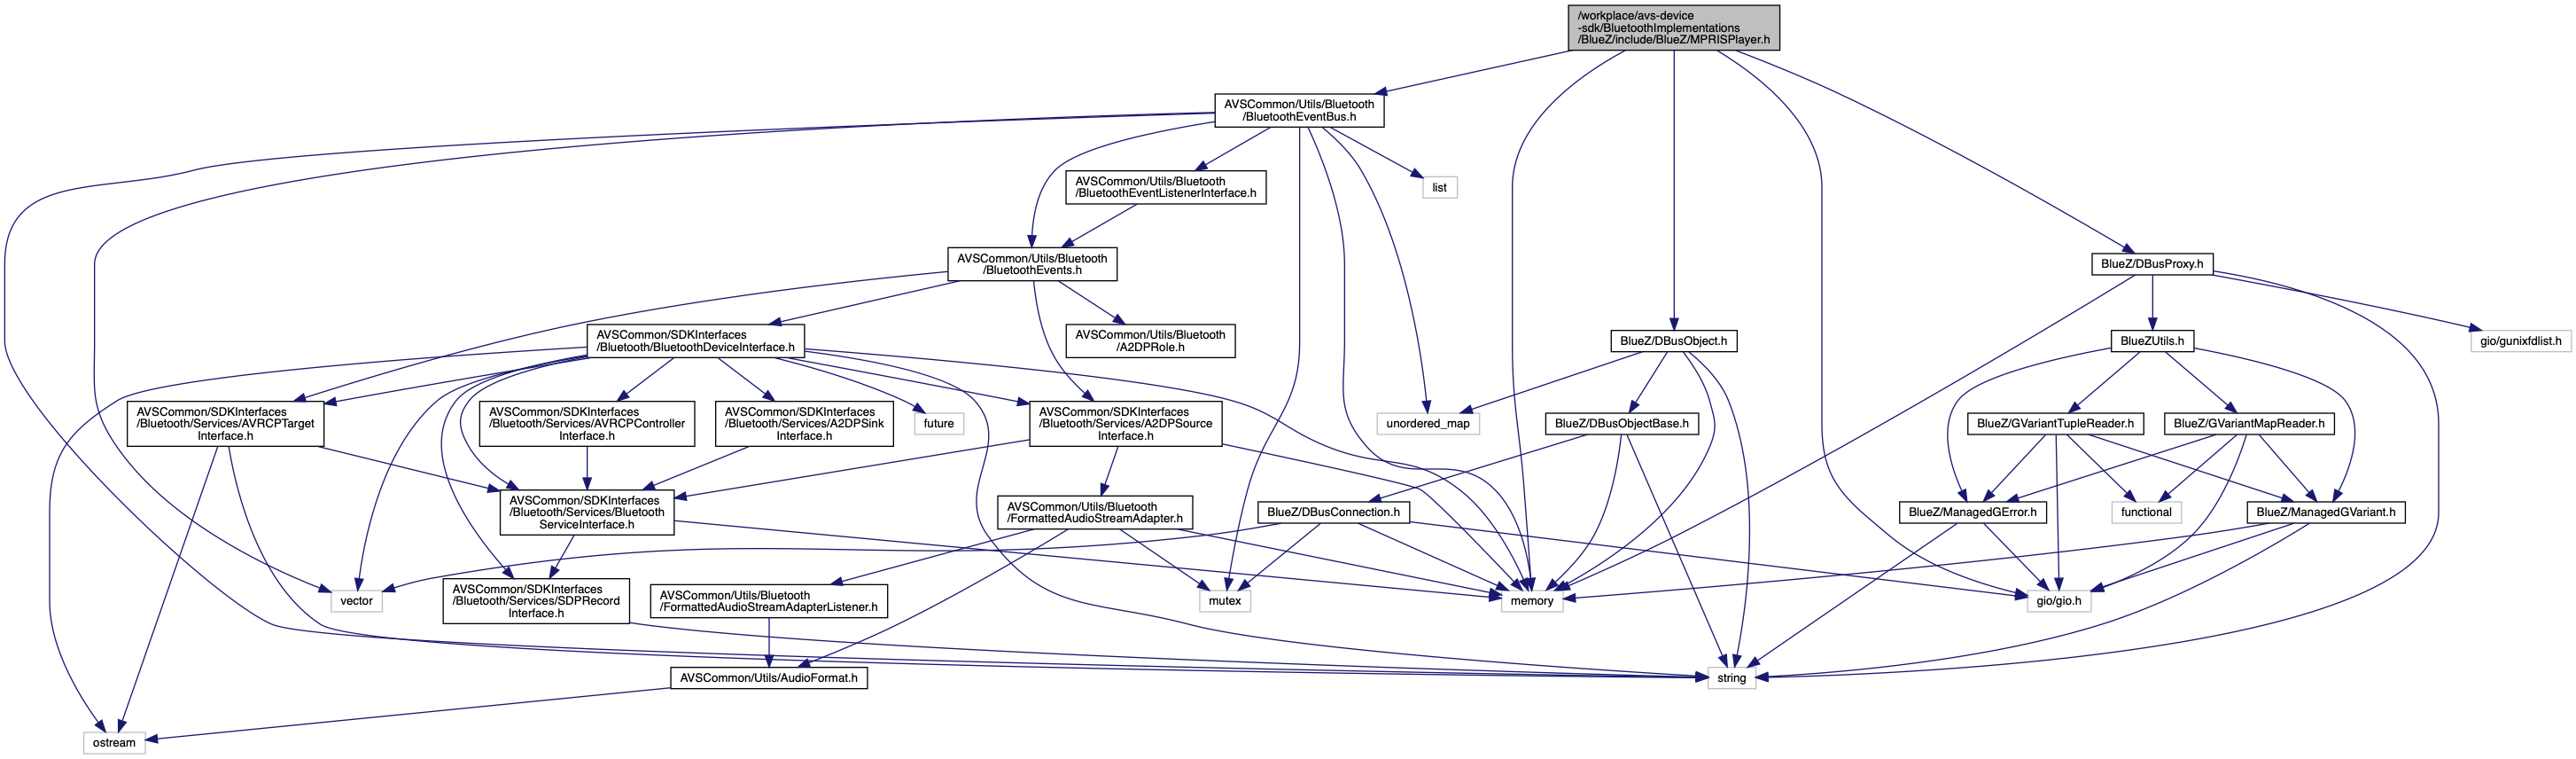 /workplace/avs-device
-sdk/BluetoothImplementations
/BlueZ/include/BlueZ/MPRISPlayer.h
AVSCommon/Utils/Bluetooth
/BluetoothEventBus.h
AVSCommon/Utils/Bluetooth
/BluetoothEventListenerInterface.h
list
AVSCommon/Utils/Bluetooth
/BluetoothEvents.h
BlueZ/DBusProxy.h
AVSCommon/SDKInterfaces
/Bluetooth/BluetoothDeviceInterface.h
AVSCommon/Utils/Bluetooth
/A2DPRole.h
BlueZ/DBusObject.h
BlueZUtils.h
gio/gunixfdlist.h
AVSCommon/SDKInterfaces
/Bluetooth/Services/AVRCPTarget
Interface.h
AVSCommon/SDKInterfaces
/Bluetooth/Services/AVRCPController
Interface.h
AVSCommon/SDKInterfaces
/Bluetooth/Services/A2DPSink
Interface.h
future
AVSCommon/SDKInterfaces
/Bluetooth/Services/A2DPSource
Interface.h
unordered_map
BlueZ/DBusObjectBase.h
BlueZ/GVariantTupleReader.h
BlueZ/GVariantMapReader.h
AVSCommon/SDKInterfaces
/Bluetooth/Services/Bluetooth
ServiceInterface.h
AVSCommon/Utils/Bluetooth
/FormattedAudioStreamAdapter.h
BlueZ/DBusConnection.h
BlueZ/ManagedGError.h
functional
BlueZ/ManagedGVariant.h
vector
AVSCommon/SDKInterfaces
/Bluetooth/Services/SDPRecord
Interface.h
AVSCommon/Utils/Bluetooth
/FormattedAudioStreamAdapterListener.h
mutex
memory
gio/gio.h
AVSCommon/Utils/AudioFormat.h
string
ostream